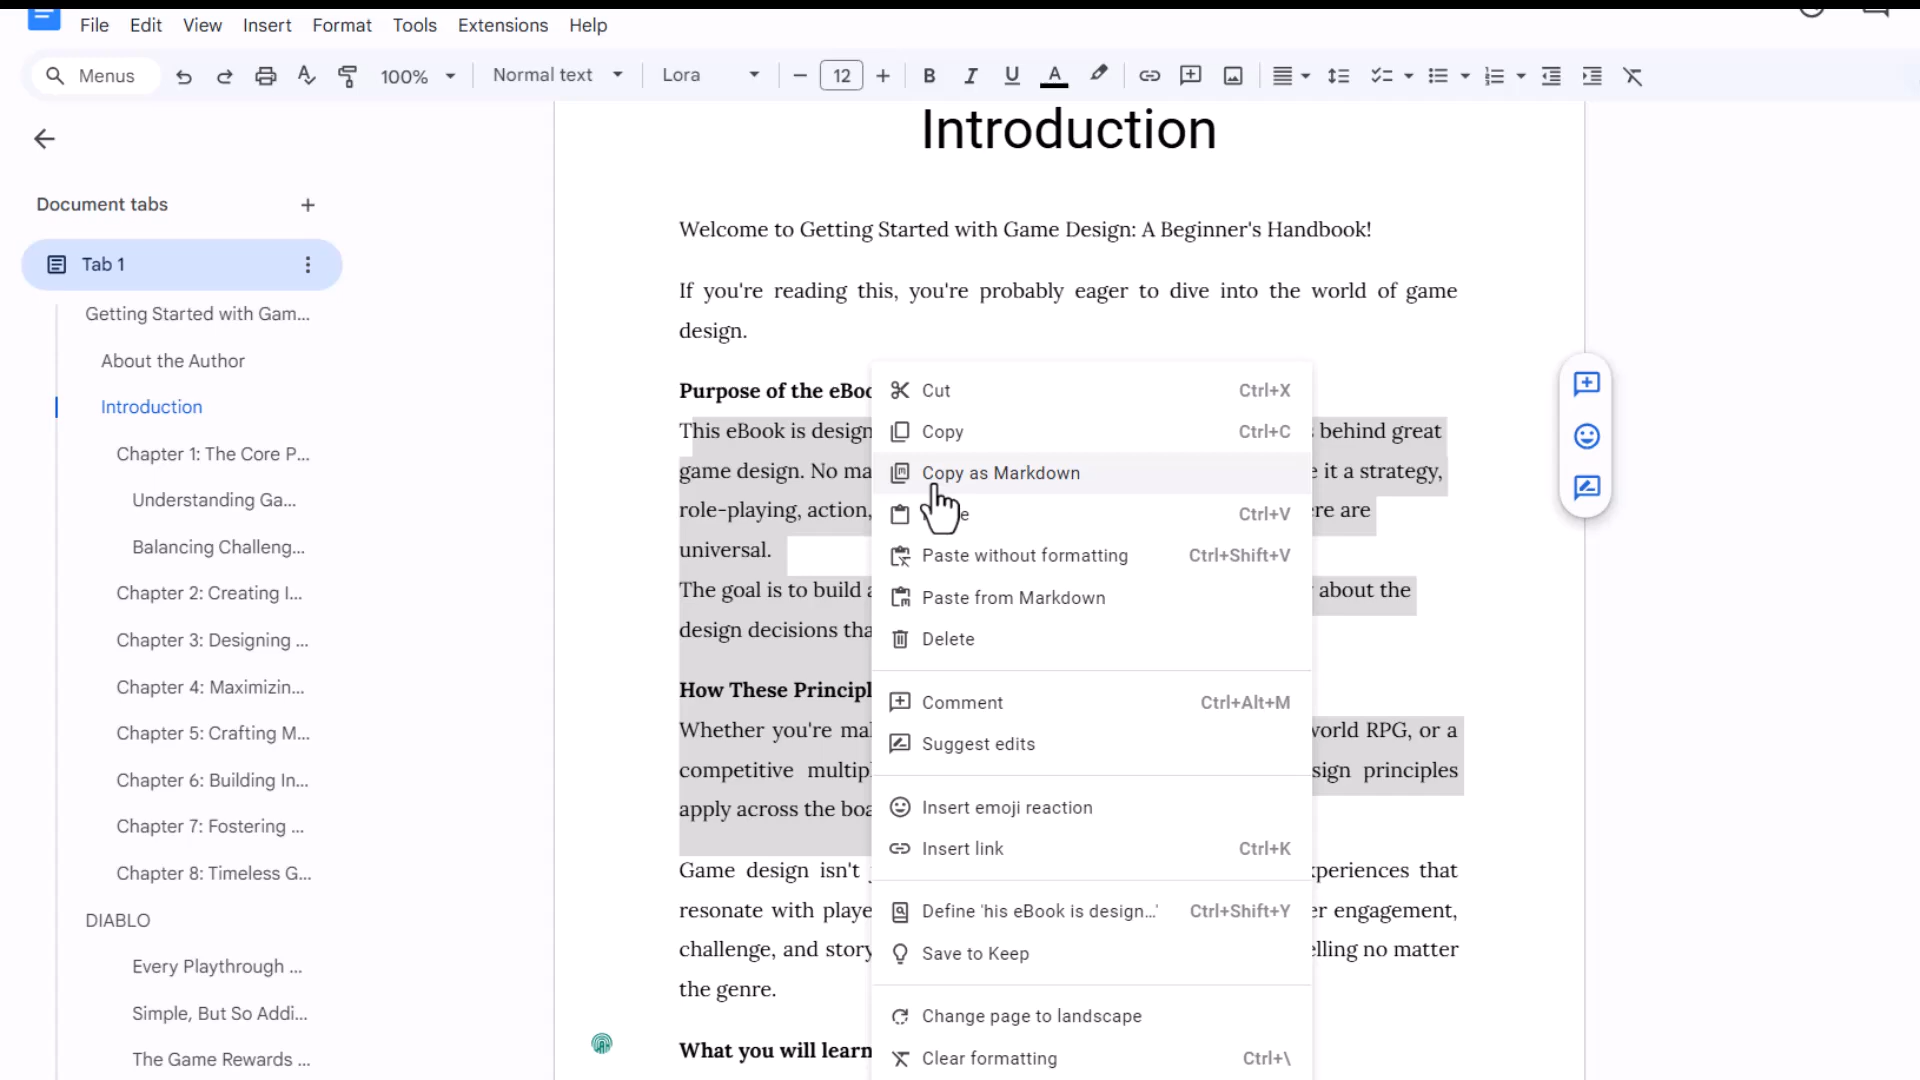 File Edit View Insert Format Tools Extensions Help
Menus 100% Normal text Lora 12
Document tabs
Tab 1
Getting Started with Gam...
About the Author
Introduction
Chapter 1: The Core P...
Understanding Ga...
Balancing Challeng...
Chapter 2: Creating I...
Chapter 3: Designing ...
Chapter 4: Maximizin...
Chapter 5: Crafting M...
Chapter 6: Building In...
Chapter 7: Fostering ...
Chapter 8: Timeless G...
DIABLO
Every Playthrough ...
Simple, But So Addi...
The Game Rewards ...
Introduction
Welcome to Getting Started with Game Design: A Beginner's Handbook!
If you're reading this, you're probably eager to dive into the world of game
design.
Purpose of the eBoo
This eBook is design behind great
game design. No ma it a strategy,
role-playing, action, re are
universal.
The goal is to build about the
design decisions tha
How These Principl
Whether you're mal world RPG, or a
competitive multipl sign principles
apply across the boa
Game design isn't periences that
resonate with playe er engagement,
challenge, and story elling no matter
the genre.
What you will learn
Cut Ctrl+X
Copy Ctrl+C
Copy as Markdown
Ctrl+V
Paste without formatting Ctrl+Shift+V
Paste from Markdown
Delete
Comment Ctrl+Alt+M
Suggest edits
Insert emoji reaction
Insert link Ctrl+K
Define 'his eBook is design...' Ctrl+Shift+Y
Save to Keep
Change page to landscape
Clear formatting Ctrl+\